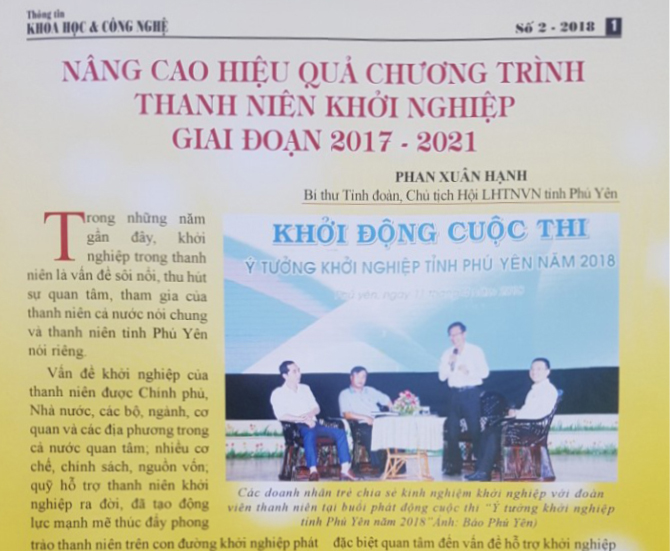 Thông tin
KHOA HỌC & CÔNG NGHỆ
Số 2 - 2018 1
NÂNG CAO HIỆU QUẢ CHƯƠNG TRÌNH
THANH NIÊN KHỞI NGHIỆP
GIAI ĐOẠN 2017 - 2021
PHAN XUÂN HẠNH
Bí thư Tỉnh đoàn, Chủ tịch Hội LHTNVN tỉnh Phú Yên
Trong những năm
gần đây, khởi
nghiệp trong thanh
niên là vấn đề sôi nổi, thu hút
sự quan tâm, tham gia của
thanh niên cả nước nói chung
và thanh niên tỉnh Phú Yên
nói riêng.
Vấn đề khởi nghiệp của
thanh niên được Chính phủ,
Nhà nước, các bộ, ngành, cơ
quan và các địa phương trong
cả nước quan tâm; nhiều cơ
chế, chính sách, nguồn vốn;
quỹ hỗ trợ thanh niên khởi
nghiệp ra đời, đã tạo động
lực mạnh mẽ thúc đẩy phong
trào thanh niên trên con đường khởi nghiệp phát
KHỞI ĐỘNG CUỘC THI
Ý TƯỞNG KHỞI NGHIỆP TỈNH PHÚ YÊN NĂM 2018
Phú yên, ngày
Các doanh nhân trẻ chia sẻ kinh nghiệm khởi nghiệp với đoàn
viên thanh niên tại buổi phát động cuộc thi "Ý tưởng khởi nghiệp
tỉnh Phú Yên năm 2018" Ảnh: Báo Phú Yên)
đặc biệt quan tâm đến vấn đề hỗ trợ khởi nghiệp